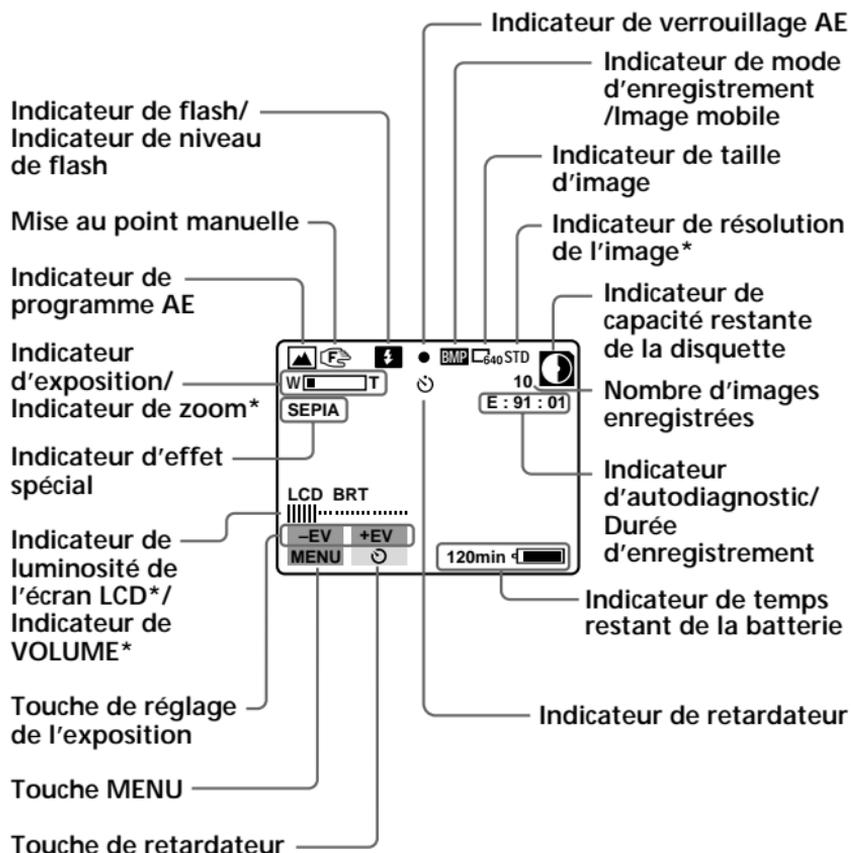 Indicateur de verrouillage AE
Indicateur de mode
d'enregistrement
/Image mobile
Indicateur de taille
d'image
Indicateur de résolution
de l'image*
Indicateur de
capacité restante
de la disquette
Nombre d'images
enregistrées
Indicateur
d'autodiagnostic/
Durée
d'enregistrement
Indicateur de temps
restant de la batterie
Indicateur de retardateur
Indicateur de flash/
Indicateur de niveau
de flash
Mise au point manuelle
Indicateur de
programme AE
Indicateur
d'exposition/
Indicateur de zoom*
Indicateur d'effet
spécial
Indicateur de
luminosité de
l'écran LCD*/
Indicateur de
VOLUME*
Touche de réglage
de l'exposition
Touche MENU
Touche de retardateur
F BMP 640 STD
W T 10
SEPIA E : 91 : 01
LCD BRT
–EV +EV
MENU 120min